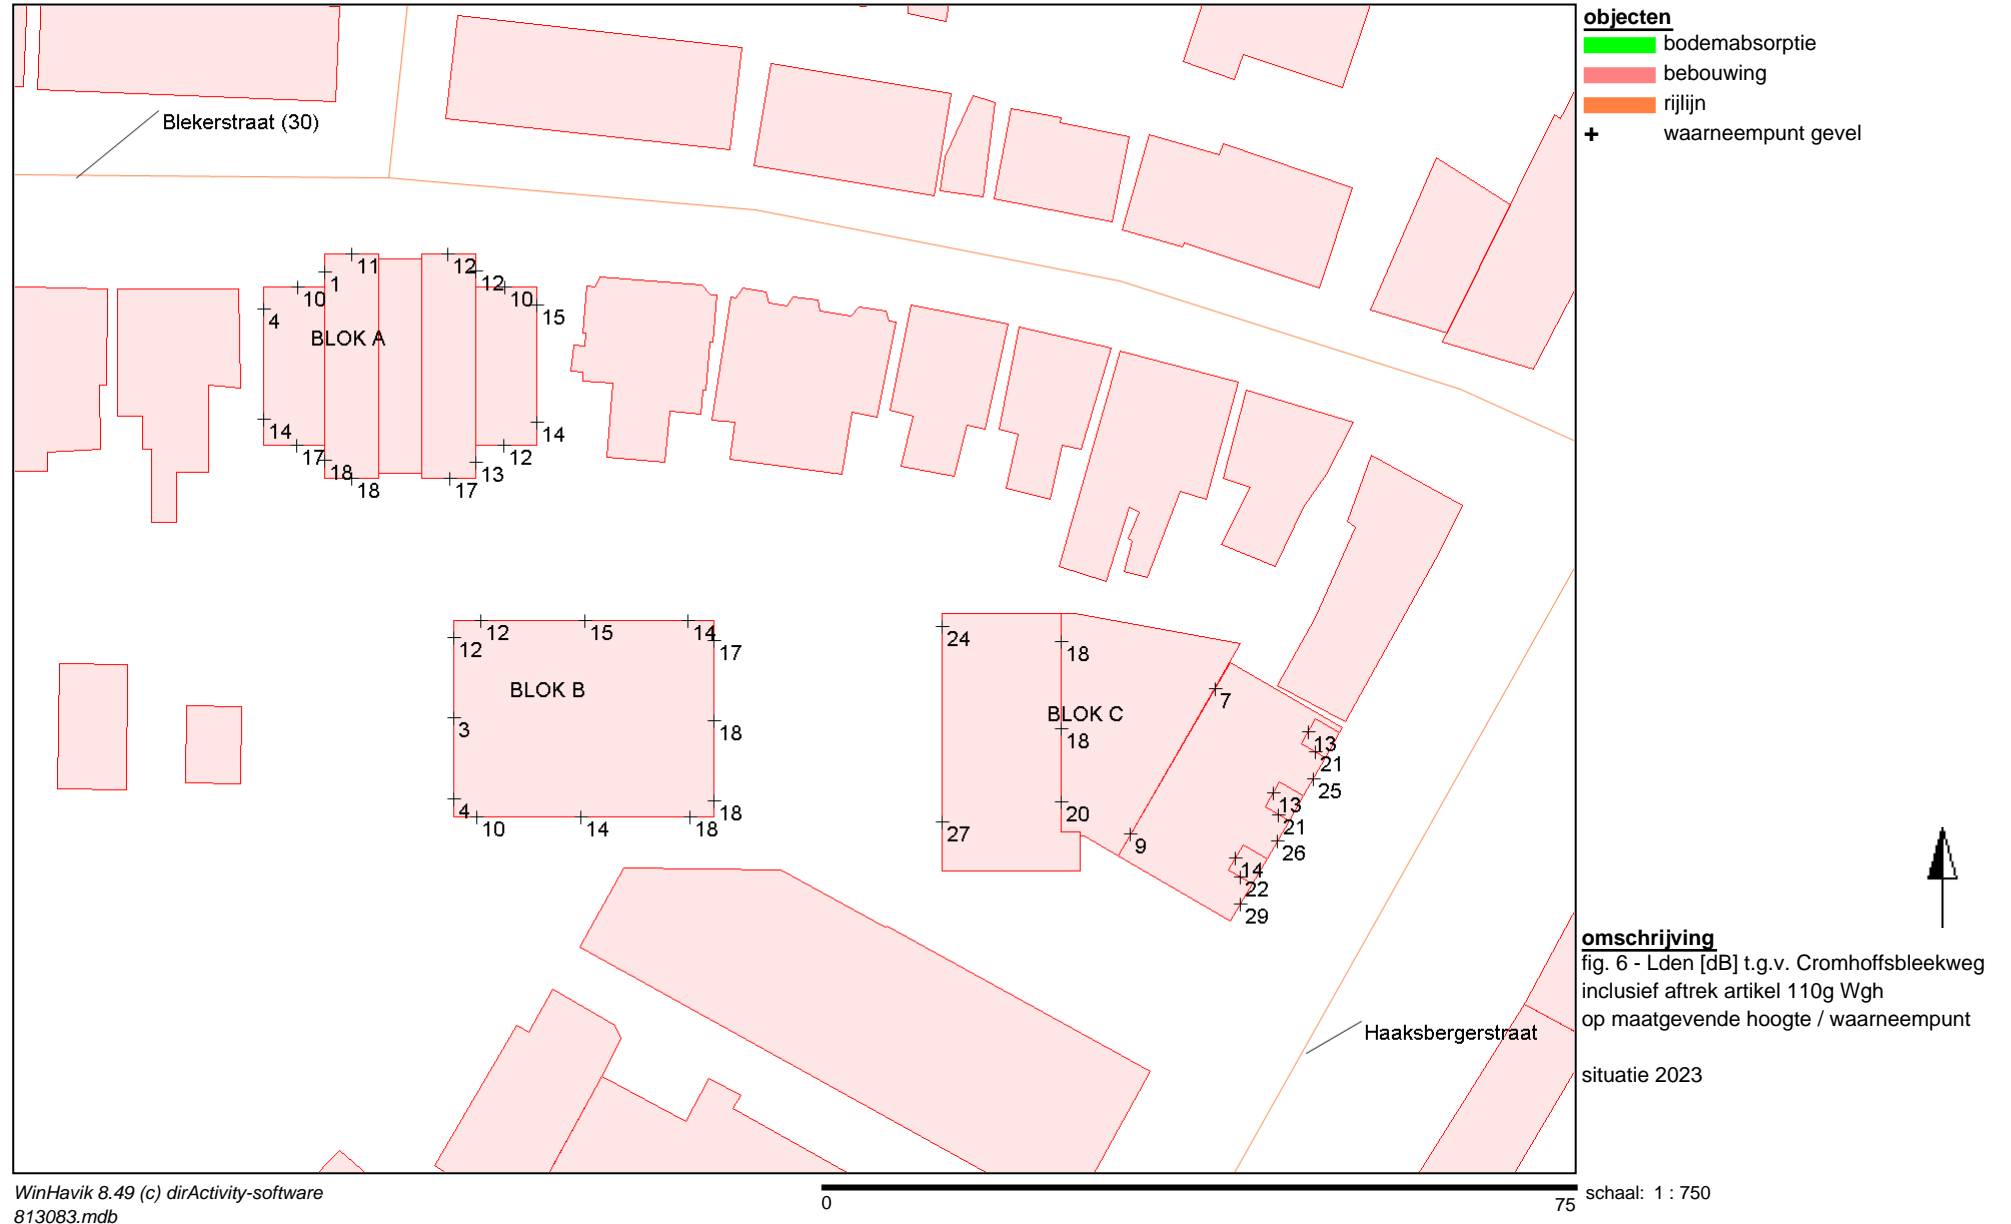 objecten
bodemabsorptie
bebouwing
rijlijn
+ waarneempunt gevel
Blekerstraat (30)
11
12
1
12
10
10
4
15
BLOK A
14
14
17
12
18
13
18
17
12
15
14
12
17
24
18
BLOK B
7
3
18
BLOK C
18
13
21
25
4
18
20
13
10
14
18
27
9
21
26
14
22
29
omschrijving
fig. 6 - Lden [dB] t.g.v. Cromhoffsbleekweg
inclusief aftrek artikel 110g Wgh
op maatgevende hoogte / waarneempunt
Haaksbergerstraat
situatie 2023
WinHavik 8.49 (c) dirActivity-software
813083.mdb
0
75
schaal: 1 : 750